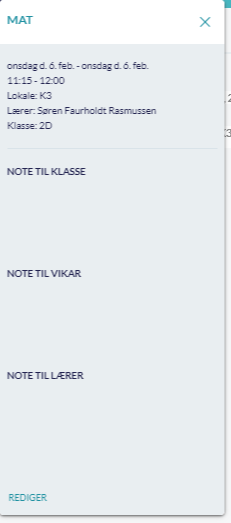 MAT
onsdag d. 6. feb. - onsdag d. 6. feb.
11:15 - 12:00
Lokale: K3
Lærer: Søren Faurholdt Rasmussen
Klasse: 2D
NOTE TIL KLASSE
NOTE TIL VIKAR
NOTE TIL LÆRER
REDIGER